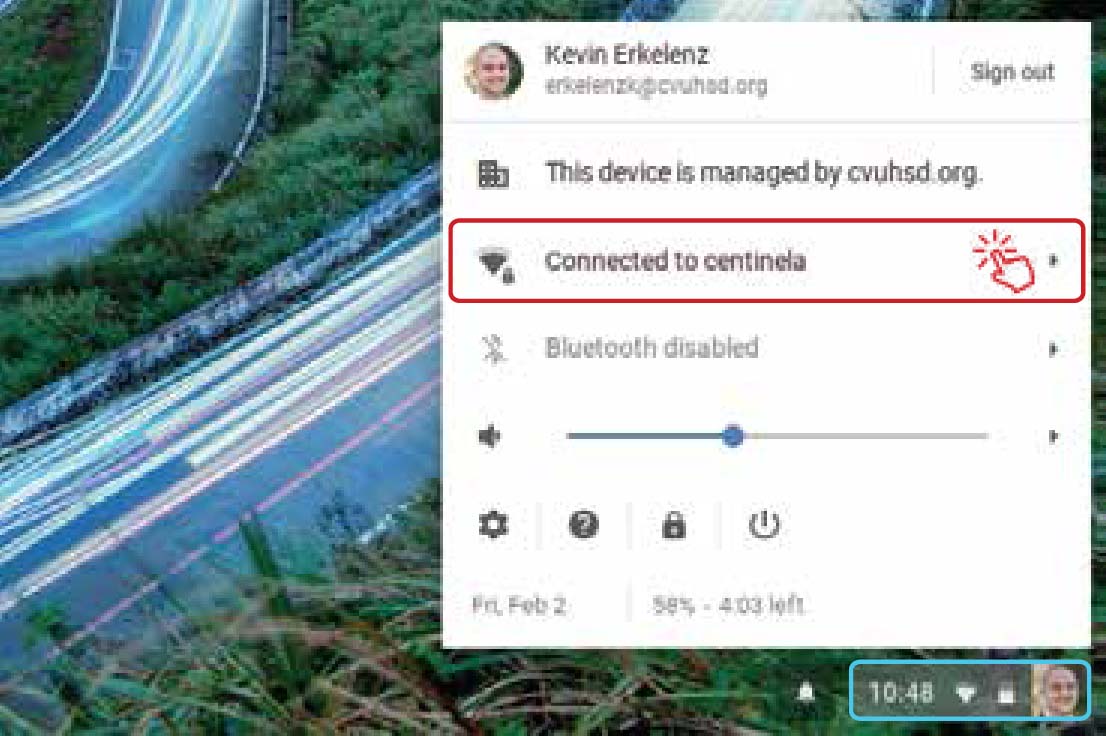 Kevin Erkelenz
erkelenzk@cvuhsd.org
Sign out
This device is managed by cvuhsd.org.
Connected to centinela
Bluetooth disabled
Fri, Feb 2
58% - 4:03 left
10:48